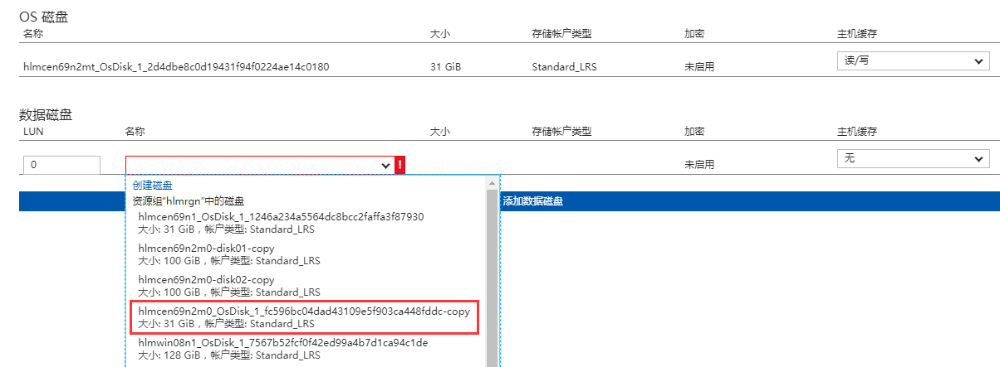 OS 磁盘
名称 大小 存储帐户类型 加密 主机缓存
hlmcen69n2mt_OsDisk_1_2d4dbe8c0d19431f94f0224ae14c0180 31 GiB Standard_LRS 未启用 读/写
数据磁盘
LUN 名称 大小 存储帐户类型 加密 主机缓存
0 ! 未启用 无
创建磁盘
资源组"hlmrgn"中的磁盘 添加数据磁盘
hlmcen69n1_OsDisk_1_1246a234a5564dc8bcc2faffa3f87930
大小: 31 GiB，帐户类型: Standard_LRS
hlmcen69n2m0-disk01-copy
大小: 100 GiB，帐户类型: Standard_LRS
hlmcen69n2m0-disk02-copy
大小: 100 GiB，帐户类型: Standard_LRS
hlmcen69n2m0_OsDisk_1_fc596bc04dad43109e5f903ca448fddc-copy
大小: 31 GiB，帐户类型: Standard_LRS
hlmwin08n1_OsDisk_1_7567b52fcf0f42ed99a4b7d1ca94c1de
大小: 128 GiB，帐户类型: Standard_LRS